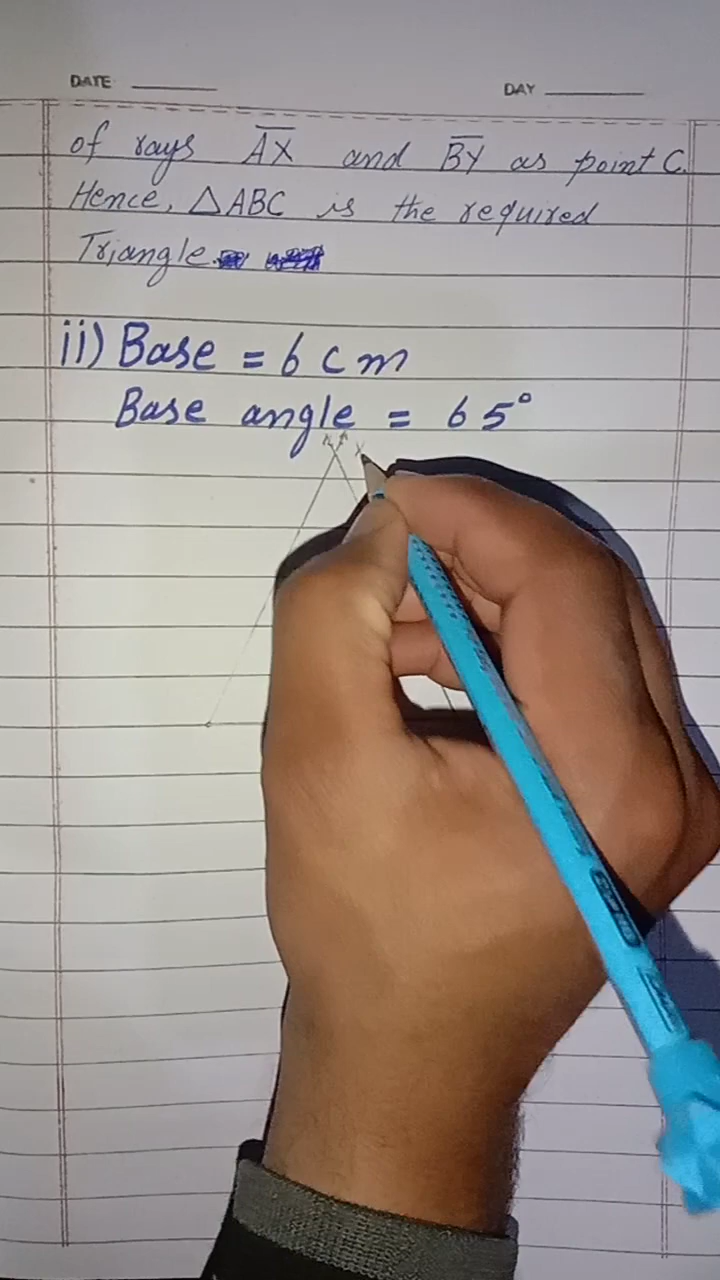 DATE
DAY
of rays AX and BY as point C.
Hence, △ABC is the required
Triangle.
ii) Base = 6 cm
Base angle = 65°
X